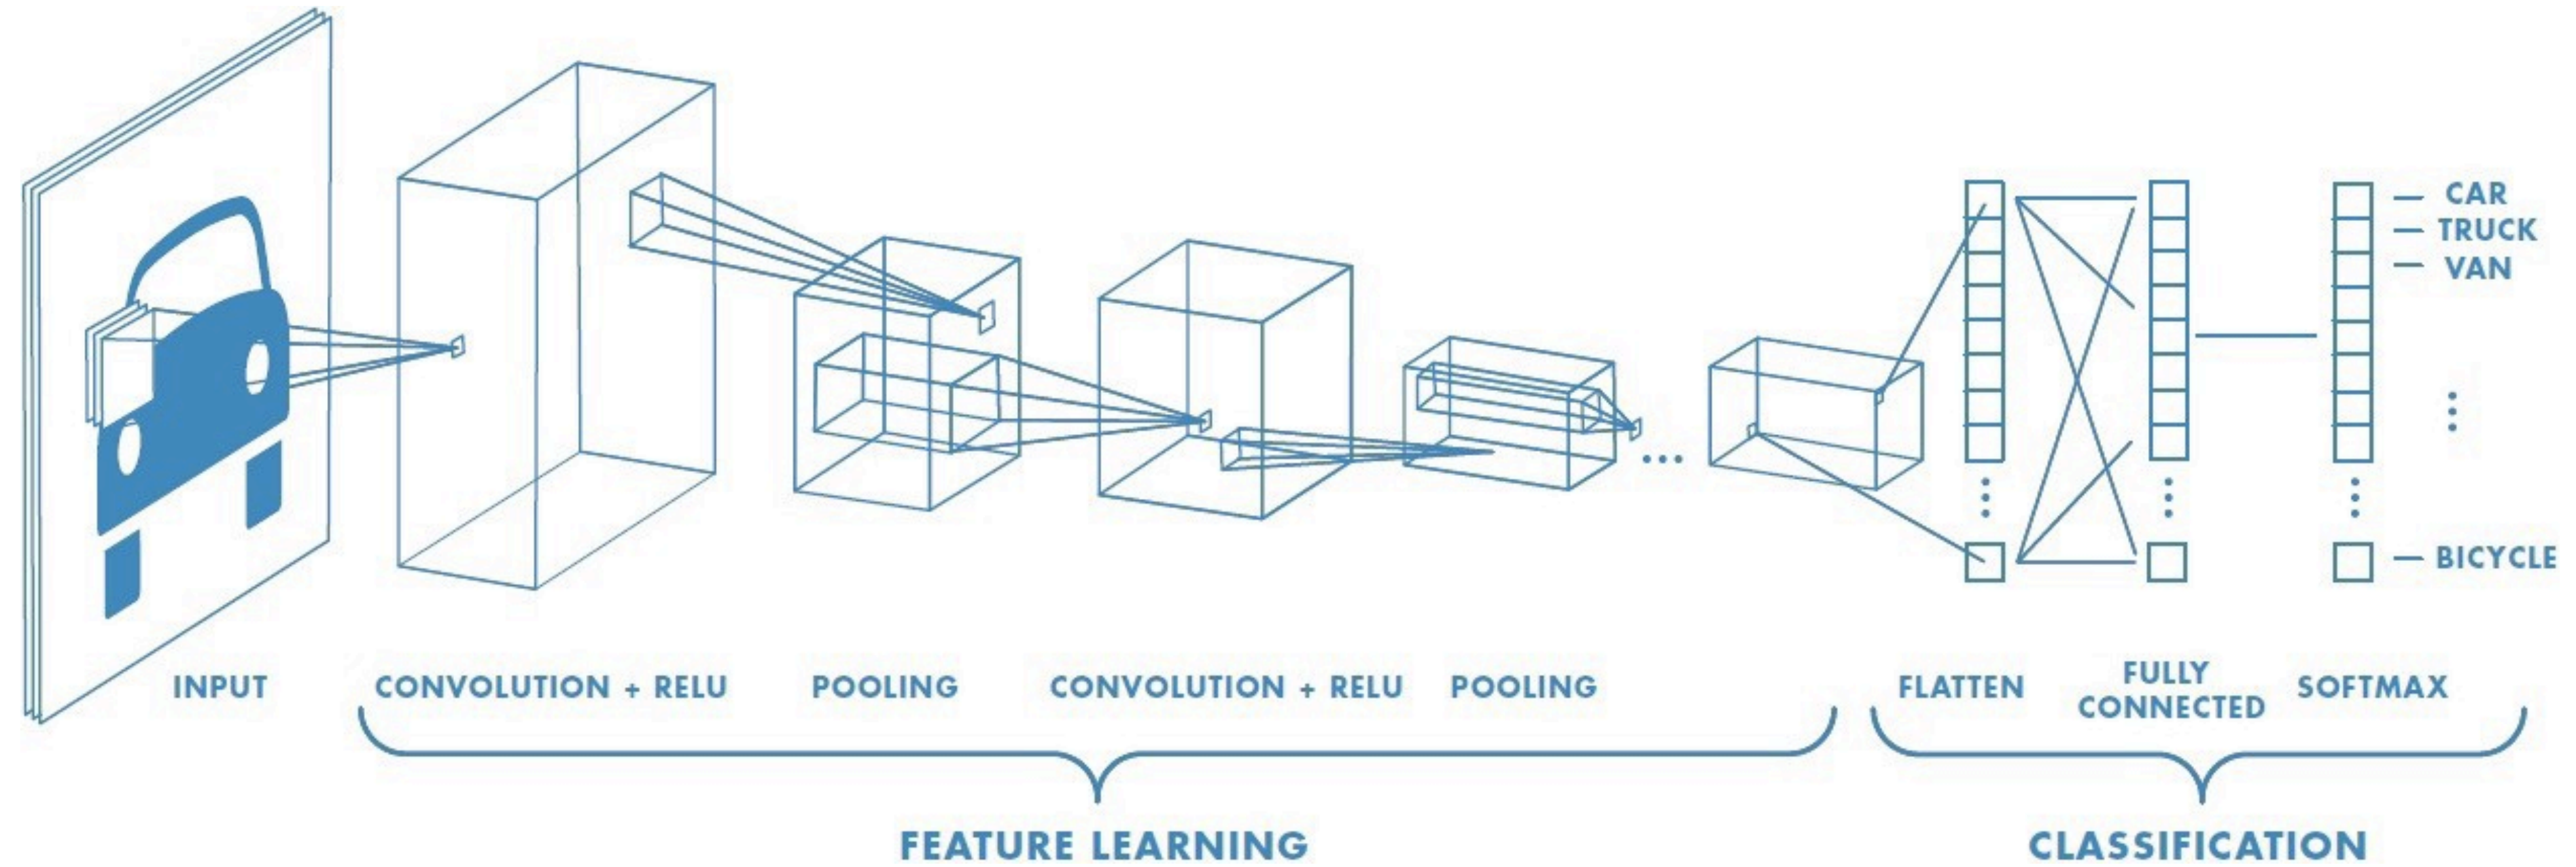 CAR
TRUCK
VAN
BICYCLE
INPUT
CONVOLUTION + RELU
POOLING
CONVOLUTION + RELU
POOLING
FLATTEN
FULLY
CONNECTED
SOFTMAX
FEATURE LEARNING
CLASSIFICATION